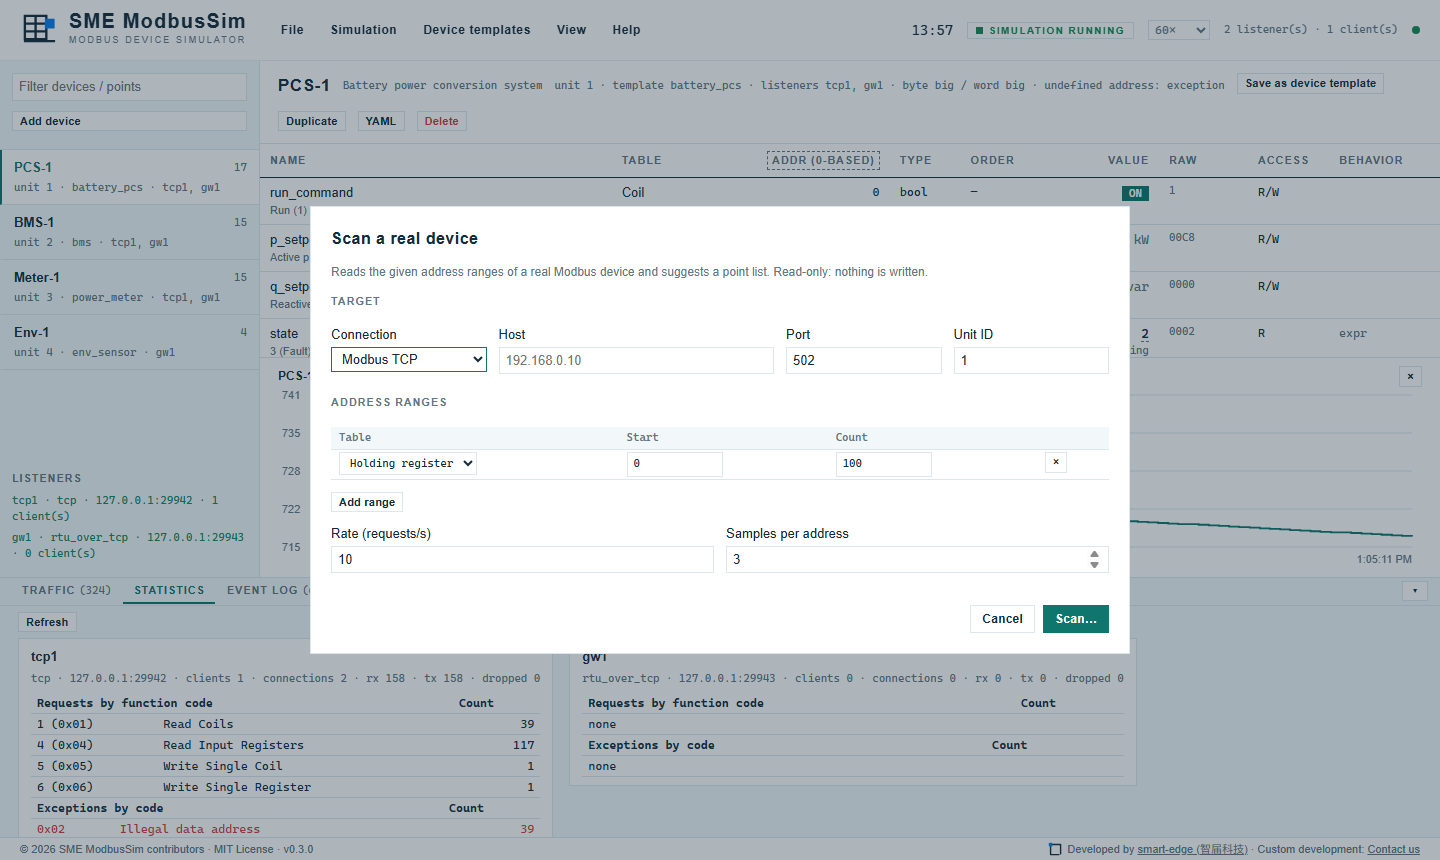 SME ModbusSim
MODBUS DEVICE SIMULATOR
File Simulation Device templates View Help
13:57 SIMULATION RUNNING 60× 2 listener(s) · 1 client(s)
Filter devices / points
Add device
PCS-1 17
unit 1 · battery_pcs · tcp1, gw1
BMS-1 15
unit 2 · bms · tcp1, gw1
Meter-1 15
unit 3 · power_meter · tcp1, gw1
Env-1 4
unit 4 · env_sensor · gw1
LISTENERS
tcp1 · tcp · 127.0.0.1:29942 · 1
client(s)
gw1 · rtu_over_tcp · 127.0.0.1:29943
· 0 client(s)
PCS-1 Battery power conversion system unit 1 · template battery_pcs · listeners tcp1, gw1 · byte big / word big · undefined address: exception Save as device template
Duplicate YAML Delete
NAME TABLE ADDR (0-BASED) TYPE ORDER VALUE RAW ACCESS BEHAVIOR
run_command Coil 0 bool — ON 1 R/W
Run (1)
p_setp kW 00C8 R/W
Active p
q_setp var 0000 R/W
Reactive
state 2 0002 R expr
3 (Fault) ing
PCS-1 ×
741
735
728
722
715
1:05:11 PM
Scan a real device
Reads the given address ranges of a real Modbus device and suggests a point list. Read-only: nothing is written.
TARGET
Connection Host Port Unit ID
Modbus TCP 192.168.0.10 502 1
ADDRESS RANGES
Table Start Count
Holding register 0 100 ×
Add range
Rate (requests/s) Samples per address
10 3
Cancel Scan…
TRAFFIC (324) STATISTICS EVENT LOG (
Refresh
tcp1
tcp · 127.0.0.1:29942 · clients 1 · connections 2 · rx 158 · tx 158 · dropped 0
Requests by function code Count
1 (0x01) Read Coils 39
4 (0x04) Read Input Registers 117
5 (0x05) Write Single Coil 1
6 (0x06) Write Single Register 1
Exceptions by code Count
0x02 Illegal data address 39
gw1
rtu_over_tcp · 127.0.0.1:29943 · clients 0 · connections 0 · rx 0 · tx 0 · dropped 0
Requests by function code Count
none
Exceptions by code Count
none
© 2026 SME ModbusSim contributors · MIT License · v0.3.0
Developed by smart-edge (智届科技) · Custom development: Contact us